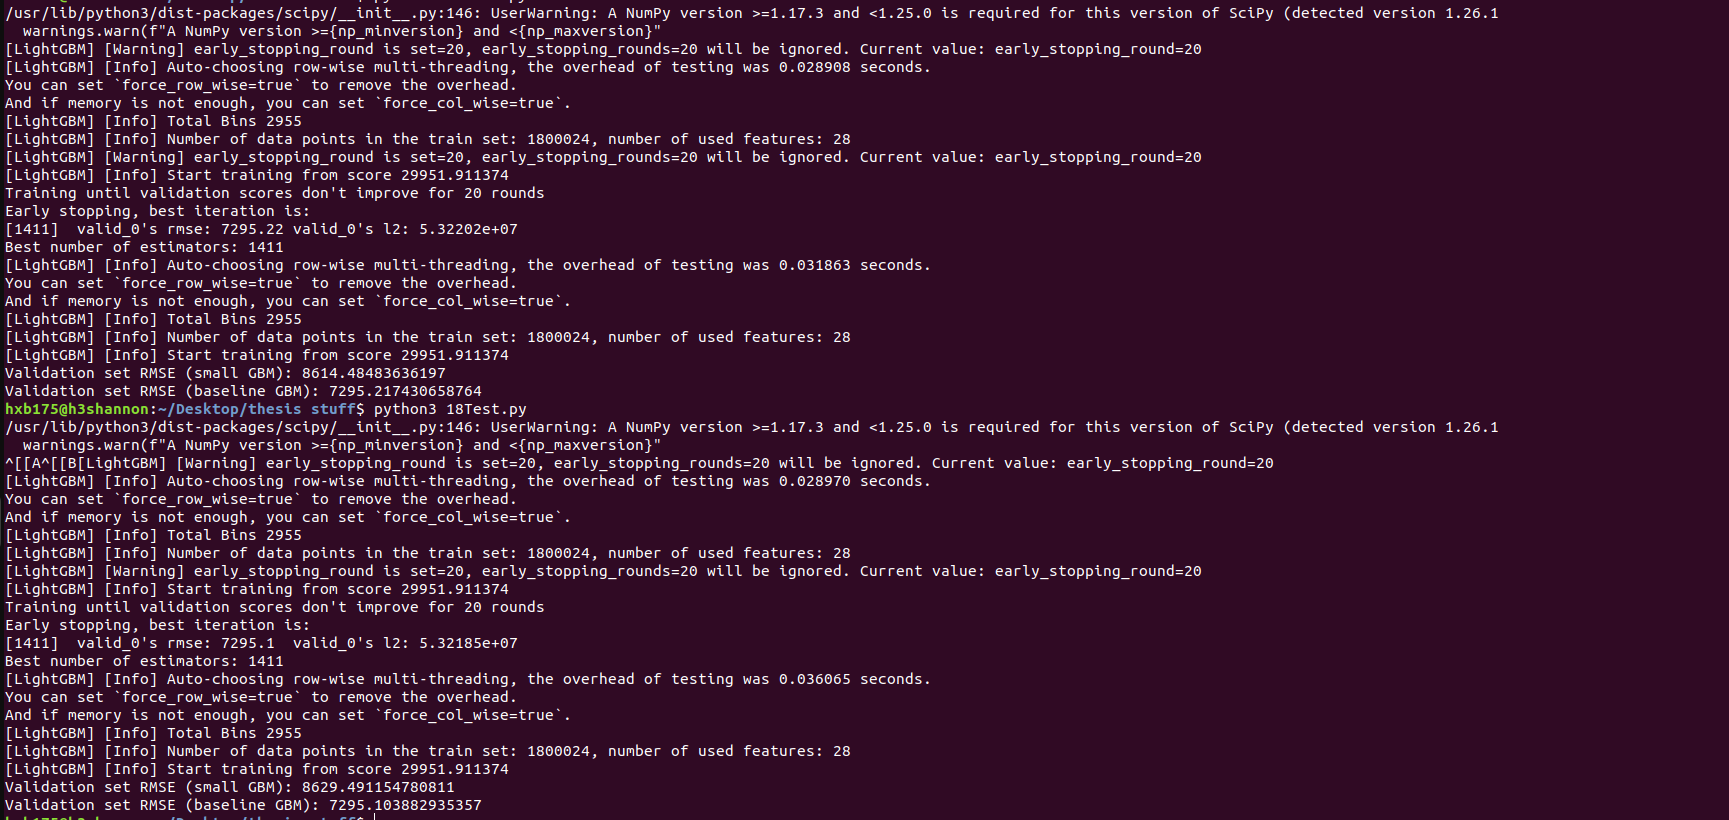 /usr/lib/python3/dist-packages/scipy/__init__.py:146: UserWarning: A NumPy version >=1.17.3 and <1.25.0 is required for this version of SciPy (detected version 1.26.1
  warnings.warn(f"A NumPy version >={np_minversion} and <{np_maxversion}"
[LightGBM] [Warning] early_stopping_round is set=20, early_stopping_rounds=20 will be ignored. Current value: early_stopping_round=20
[LightGBM] [Info] Auto-choosing row-wise multi-threading, the overhead of testing was 0.028908 seconds.
You can set `force_row_wise=true` to remove the overhead.
And if memory is not enough, you can set `force_col_wise=true`.
[LightGBM] [Info] Total Bins 2955
[LightGBM] [Info] Number of data points in the train set: 1800024, number of used features: 28
[LightGBM] [Warning] early_stopping_round is set=20, early_stopping_rounds=20 will be ignored. Current value: early_stopping_round=20
[LightGBM] [Info] Start training from score 29951.911374
Training until validation scores don't improve for 20 rounds
Early stopping, best iteration is:
[1411]  valid_0's rmse: 7295.22 valid_0's l2: 5.32202e+07
Best number of estimators: 1411
[LightGBM] [Info] Auto-choosing row-wise multi-threading, the overhead of testing was 0.031863 seconds.
You can set `force_row_wise=true` to remove the overhead.
And if memory is not enough, you can set `force_col_wise=true`.
[LightGBM] [Info] Total Bins 2955
[LightGBM] [Info] Number of data points in the train set: 1800024, number of used features: 28
[LightGBM] [Info] Start training from score 29951.911374
Validation set RMSE (small GBM): 8614.48483636197
Validation set RMSE (baseline GBM): 7295.217430658764
hxb175@h3shannon:~/Desktop/thesis stuff$ python3 18Test.py
/usr/lib/python3/dist-packages/scipy/__init__.py:146: UserWarning: A NumPy version >=1.17.3 and <1.25.0 is required for this version of SciPy (detected version 1.26.1
  warnings.warn(f"A NumPy version >={np_minversion} and <{np_maxversion}"
^[[A^[[B[LightGBM] [Warning] early_stopping_round is set=20, early_stopping_rounds=20 will be ignored. Current value: early_stopping_round=20
[LightGBM] [Info] Auto-choosing row-wise multi-threading, the overhead of testing was 0.028970 seconds.
You can set `force_row_wise=true` to remove the overhead.
And if memory is not enough, you can set `force_col_wise=true`.
[LightGBM] [Info] Total Bins 2955
[LightGBM] [Info] Number of data points in the train set: 1800024, number of used features: 28
[LightGBM] [Warning] early_stopping_round is set=20, early_stopping_rounds=20 will be ignored. Current value: early_stopping_round=20
[LightGBM] [Info] Start training from score 29951.911374
Training until validation scores don't improve for 20 rounds
Early stopping, best iteration is:
[1411]  valid_0's rmse: 7295.1  valid_0's l2: 5.32185e+07
Best number of estimators: 1411
[LightGBM] [Info] Auto-choosing row-wise multi-threading, the overhead of testing was 0.036065 seconds.
You can set `force_row_wise=true` to remove the overhead.
And if memory is not enough, you can set `force_col_wise=true`.
[LightGBM] [Info] Total Bins 2955
[LightGBM] [Info] Number of data points in the train set: 1800024, number of used features: 28
[LightGBM] [Info] Start training from score 29951.911374
Validation set RMSE (small GBM): 8629.491154780811
Validation set RMSE (baseline GBM): 7295.103882935357